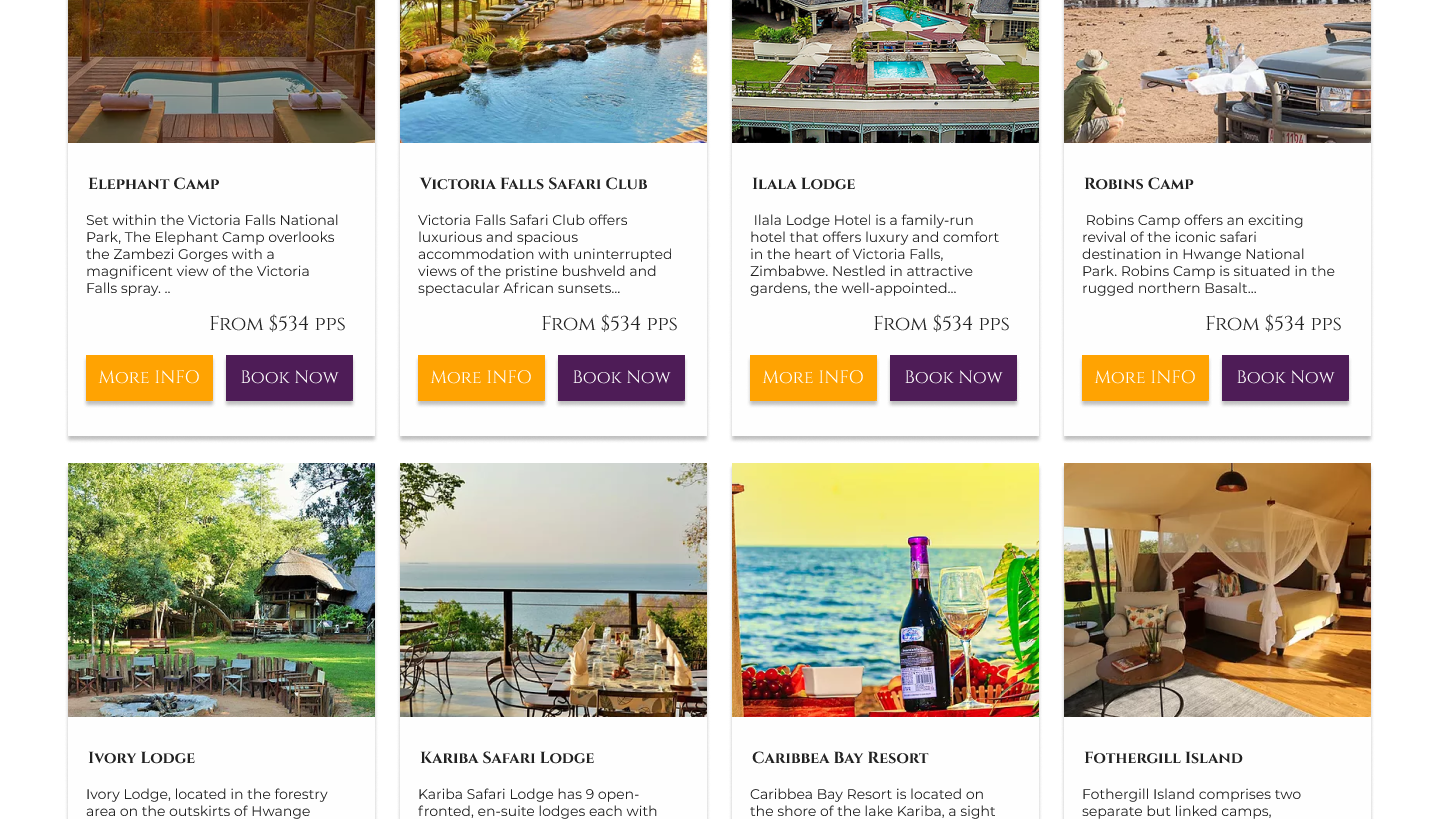 Elephant Camp
Set within the Victoria Falls National
Park, The Elephant Camp overlooks
the Zambezi Gorges with a
magnificent view of the Victoria
Falls spray. ..
From $534 pps
More INFO
Book Now
Victoria Falls Safari Club
Victoria Falls Safari Club offers
luxurious and spacious
accommodation with uninterrupted
views of the pristine bushveld and
spectacular African sunsets...
From $534 pps
More INFO
Book Now
Ilala Lodge
Ilala Lodge Hotel is a family-run
hotel that offers luxury and comfort
in the heart of Victoria Falls,
Zimbabwe. Nestled in attractive
gardens, the well-appointed...
From $534 pps
More INFO
Book Now
Robins Camp
Robins Camp offers an exciting
revival of the iconic safari
destination in Hwange National
Park. Robins Camp is situated in the
rugged northern Basalt...
From $534 pps
More INFO
Book Now
Ivory Lodge
Ivory Lodge, located in the forestry
area on the outskirts of Hwange
Kariba Safari Lodge
Kariba Safari Lodge has 9 open-
fronted, en-suite lodges each with
Caribbea Bay Resort
Caribbea Bay Resort is located on
the shore of the lake Kariba, a sight
Fothergill Island
Fothergill Island comprises two
separate but linked camps,